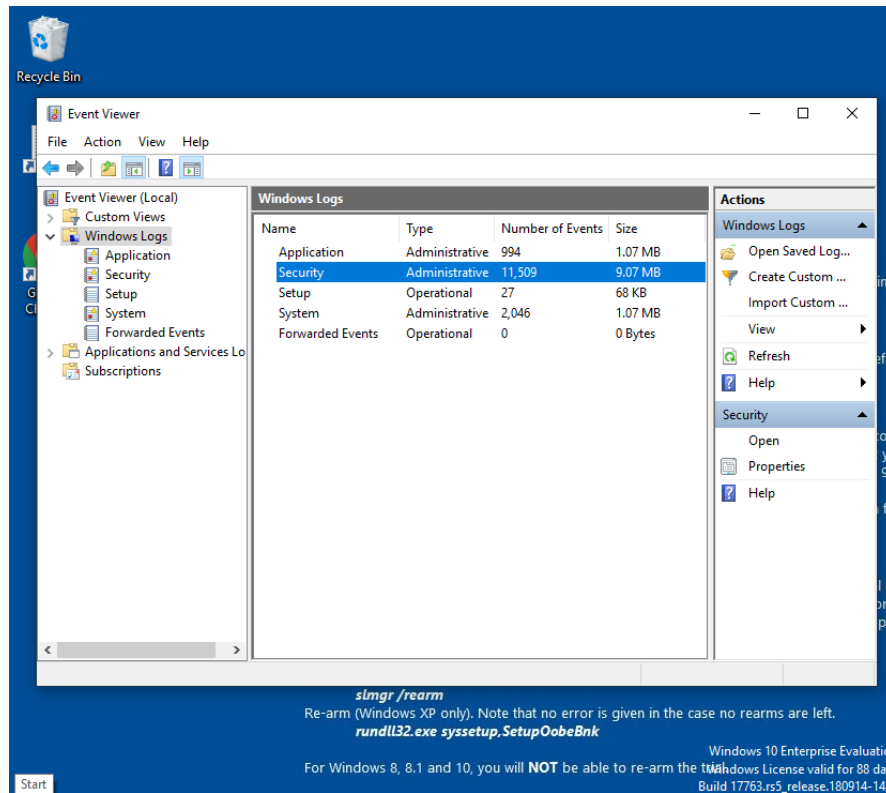 Recycle Bin
Event Viewer
File Action View Help
Event Viewer (Local)
Custom Views
Windows Logs
Application
Security
Setup
System
Forwarded Events
Applications and Services Lo
Subscriptions
Windows Logs
Name Type Number of Events Size
Application Administrative 994 1.07 MB
Security Administrative 11,509 9.07 MB
Setup Operational 27 68 KB
System Administrative 2,046 1.07 MB
Forwarded Events Operational 0 0 Bytes
Actions
Windows Logs
Open Saved Log...
Create Custom ...
Import Custom ...
View
Refresh
Help
Security
Open
Properties
Help
slmgr /rearm
Re-arm (Windows XP only). Note that no error is given in the case no rearms are left.
rundll32.exe syssetup,SetupOobeBnk
For Windows 8, 8.1 and 10, you will NOT be able to re-arm the trial.
Windows 10 Enterprise Evaluatio
Windows License valid for 88 da
Build 17763.rs5_release.180914-14
Start